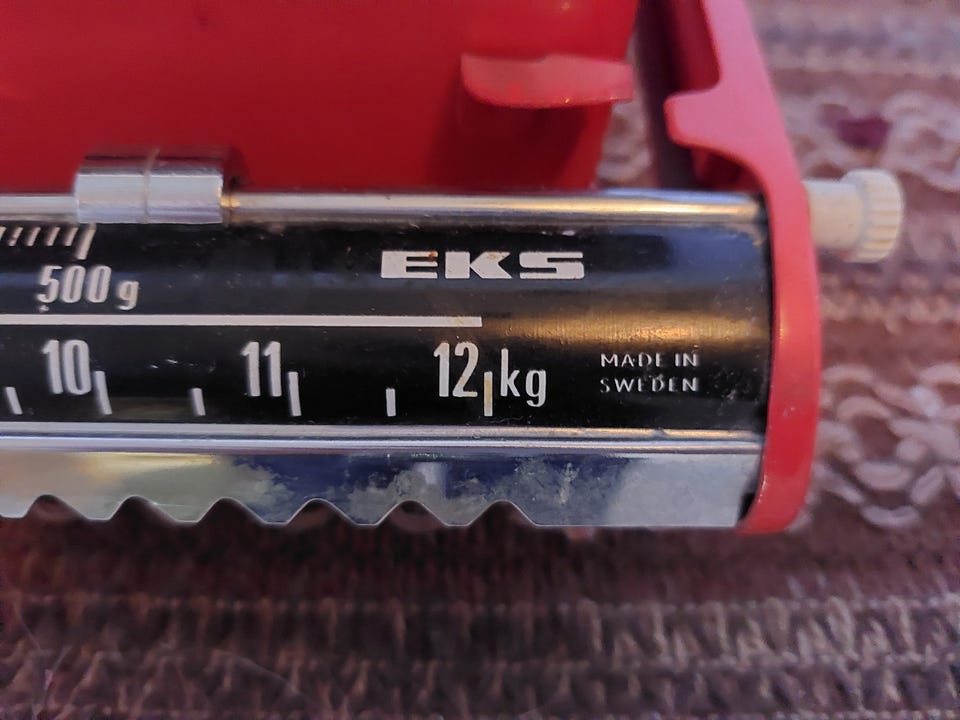 EKS
500 g
10 11 12 kg
MADE IN
SWEDEN